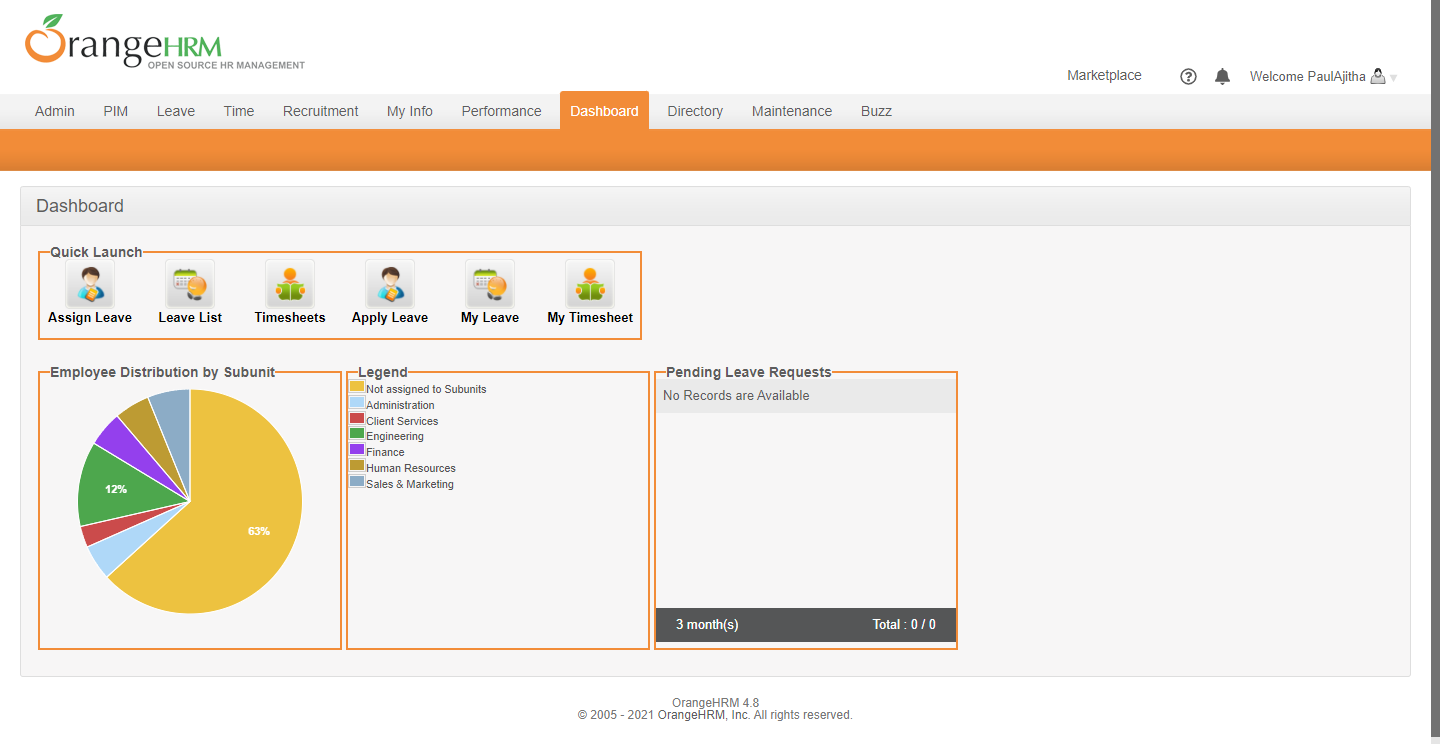 OrangeHRM
OPEN SOURCE HR MANAGEMENT
Marketplace
Welcome PaulAjitha
Admin PIM Leave Time Recruitment My Info Performance Dashboard Directory Maintenance Buzz
Dashboard
Quick Launch
Assign Leave Leave List Timesheets Apply Leave My Leave My Timesheet
Employee Distribution by Subunit
12%
63%
Legend
Not assigned to Subunits
Administration
Client Services
Engineering
Finance
Human Resources
Sales & Marketing
Pending Leave Requests
No Records are Available
3 month(s) Total : 0 / 0
OrangeHRM 4.8
© 2005 - 2021 OrangeHRM, Inc. All rights reserved.